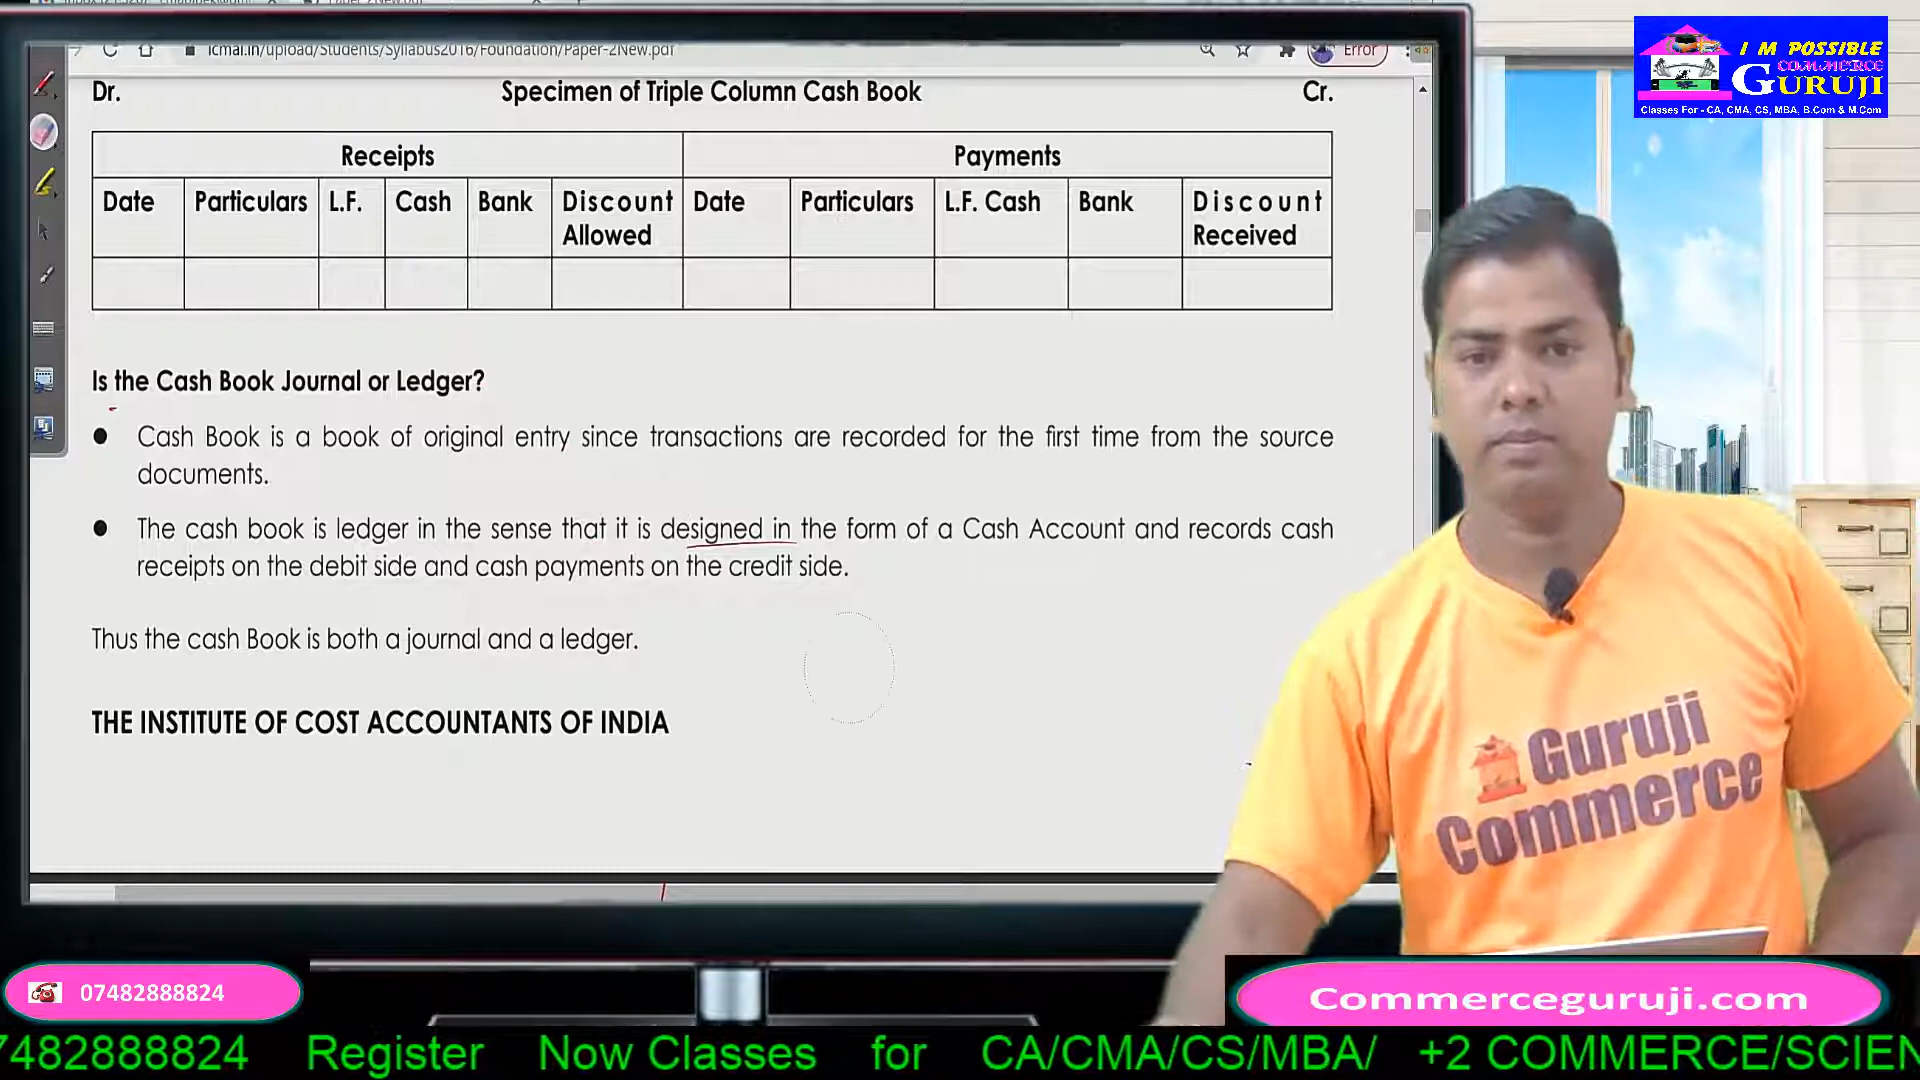 icmai.in/upload/Students/Syllabus2016/Foundation/Paper-2New.pdf
Error
Dr.
Specimen of Triple Column Cash Book
Cr.
Receipts
Payments
Date
Particulars
L.F.
Cash
Bank
Discount
Allowed
Date
Particulars
L.F. Cash
Bank
Discount
Received
Is the Cash Book Journal or Ledger?
● Cash Book is a book of original entry since transactions are recorded for the first time from the source
documents.
● The cash book is ledger in the sense that it is designed in the form of a Cash Account and records cash
receipts on the debit side and cash payments on the credit side.
Thus the cash Book is both a journal and a ledger.
THE INSTITUTE OF COST ACCOUNTANTS OF INDIA
I M POSSIBLE
COMMERCE
GURUJI
Classes For - CA, CMA, CS, MBA, B.Com & M.Com
Guruji
Commerce
07482888824
Commerceguruji.com
7482888824 Register Now Classes for CA/CMA/CS/MBA/ +2 COMMERCE/SCIEN